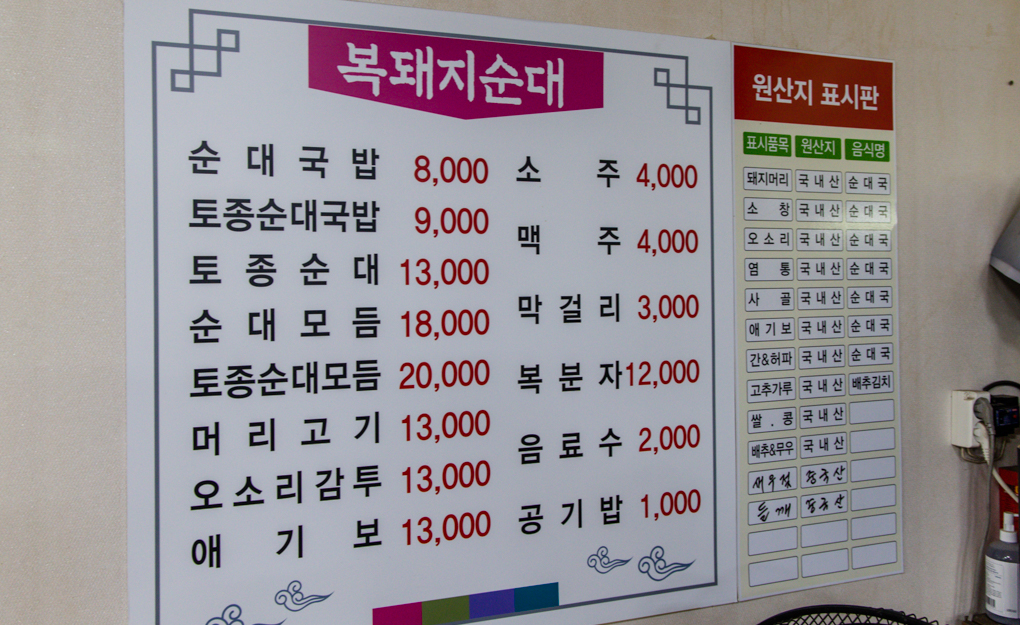 복돼지순대
순대국밥 8,000
토종순대국밥 9,000
토종순대 13,000
순대모듬 18,000
토종순대모듬 20,000
머리고기 13,000
오소리감투 13,000
애기보 13,000
소주 4,000
맥주 4,000
막걸리 3,000
복분자 12,000
음료수 2,000
공기밥 1,000
원산지 표시판
표시품목 원산지 음식명
돼지머리 국내산 순대국
소창 국내산 순대국
오소리 국내산 순대국
염통 국내산 순대국
사골 국내산 순대국
애기보 국내산 순대국
간&허파 국내산 순대국
고추가루 국내산 배추김치
쌀.콩 국내산
배추&무우 국내산
새우젓 중국산
들깨 중국산